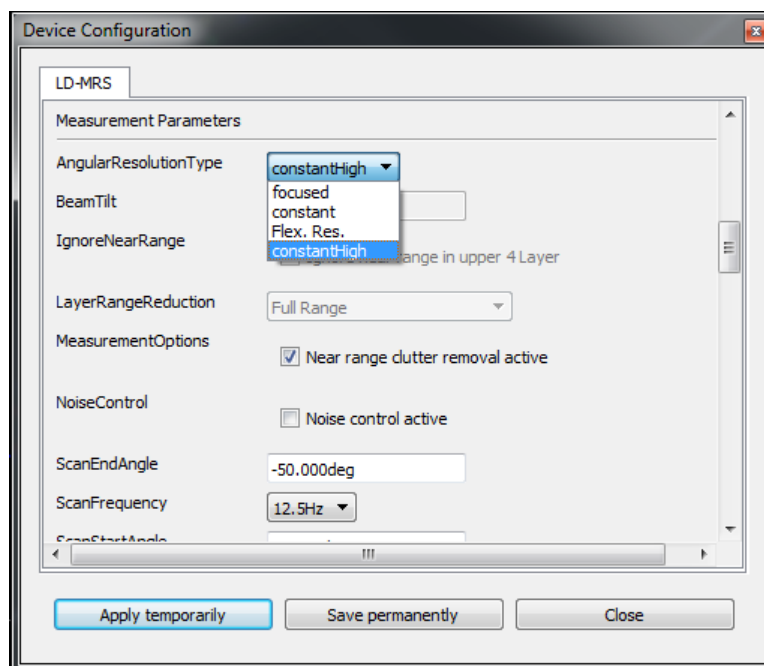 Device Configuration
LD-MRS
Measurement Parameters
AngularResolutionType
constantHigh
focused
constant
Flex. Res.
constantHigh
BeamTilt
IgnoreNearRange
range in upper 4 Layer
LayerRangeReduction
Full Range
MeasurementOptions
Near range clutter removal active
NoiseControl
Noise control active
ScanEndAngle
-50.000deg
ScanFrequency
12.5Hz
ScanStartAngle
Apply temporarily
Save permanently
Close